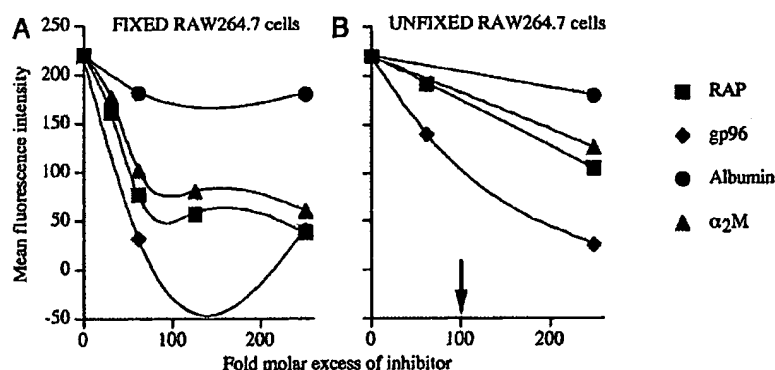 A FIXED RAW264.7 cells
B UNFIXED RAW264.7 cells
Mean fluorescence intensity
250
200
150
100
50
0
-50
0 100 200
0 100 200
Fold molar excess of inhibitor
RAP
gp96
Albumin
α2M